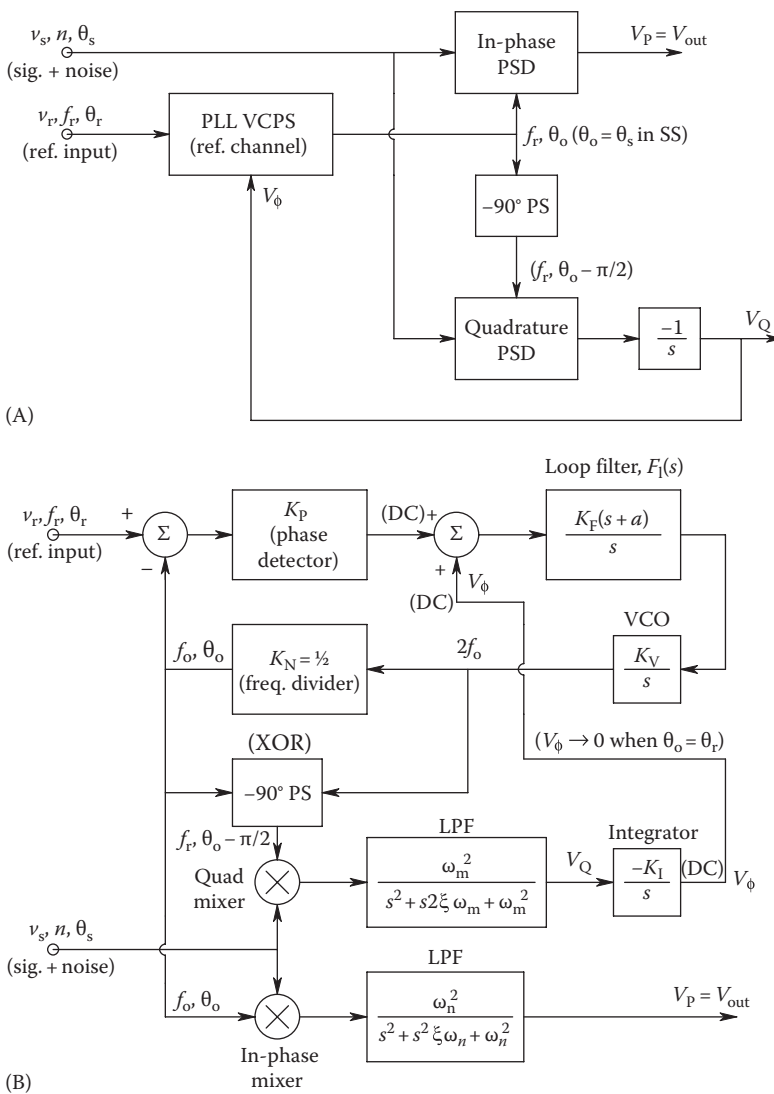 νs, n, θs
(sig. + noise)
In-phase
PSD
VP = Vout
νr, fr, θr
(ref. input)
PLL VCPS
(ref. channel)
fr, θo (θo = θs in SS)
Vϕ
–90° PS
(fr, θo – π/2)
Quadrature
PSD
–1
s
VQ
(A)
Loop filter, Fl(s)
νr, fr, θr
(ref. input)
+
Σ
–
KP
(phase
detector)
(DC)
+
Σ
+
Vϕ
(DC)
KF(s + a)
s
VCO
fo, θo
KN = ½
(freq. divider)
2fo
KV
s
(XOR)
(Vϕ → 0 when θo = θr)
–90° PS
fr, θo – π/2
LPF
Integrator
Quad
mixer
ωm²
s² + s2ξ ωm + ωm²
VQ
–KI
s
(DC)
Vϕ
νs, n, θs
(sig. + noise)
LPF
fo, θo
ωn²
s² + s² ξωn + ωn²
VP = Vout
In-phase
mixer
(B)